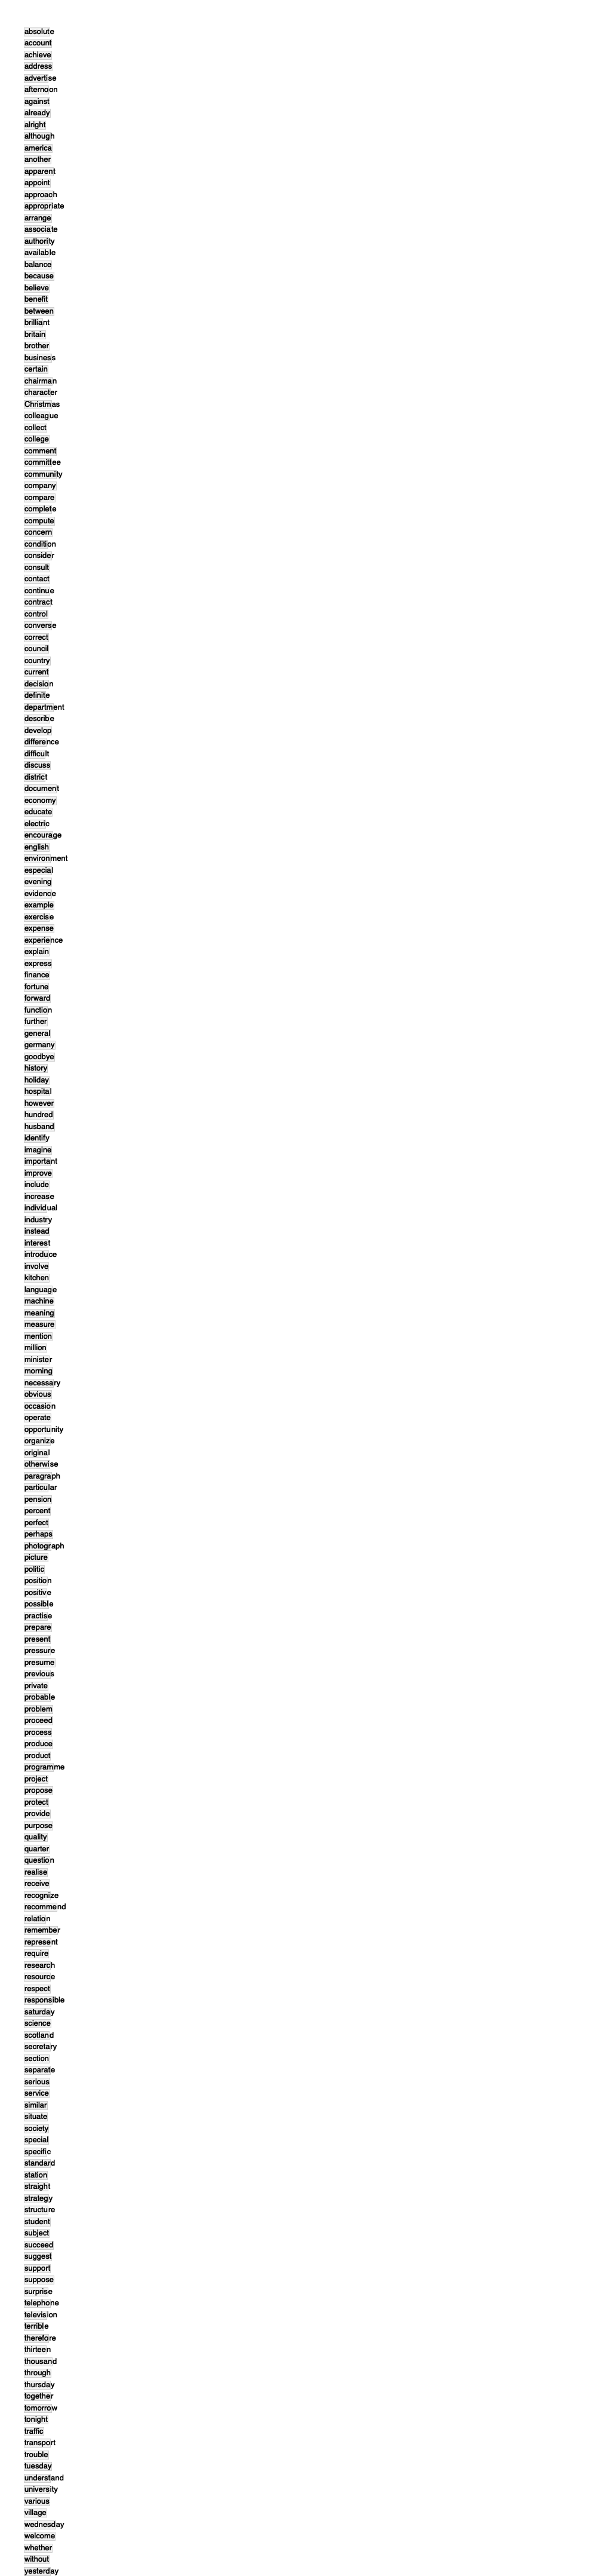 absolute
account
achieve
address
advertise
afternoon
against
already
alright
although
america
another
apparent
appoint
approach
appropriate
arrange
associate
authority
available
balance
because
believe
benefit
between
brilliant
britain
brother
business
certain
chairman
character
Christmas
colleague
collect
college
comment
committee
community
company
compare
complete
compute
concern
condition
consider
consult
contact
continue
contract
control
converse
correct
council
country
current
decision
definite
department
describe
develop
difference
difficult
discuss
district
document
economy
educate
electric
encourage
english
environment
especial
evening
evidence
example
exercise
expense
experience
explain
express
finance
fortune
forward
function
further
general
germany
goodbye
history
holiday
hospital
however
hundred
husband
identify
imagine
important
improve
include
increase
individual
industry
instead
interest
introduce
involve
kitchen
language
machine
meaning
measure
mention
million
minister
morning
necessary
obvious
occasion
operate
opportunity
organize
original
otherwise
paragraph
particular
pension
percent
perfect
perhaps
photograph
picture
politic
position
positive
possible
practise
prepare
present
pressure
presume
previous
private
probable
problem
proceed
process
produce
product
programme
project
propose
protect
provide
purpose
quality
quarter
question
realise
receive
recognize
recommend
relation
remember
represent
require
research
resource
respect
responsible
saturday
science
scotland
secretary
section
separate
serious
service
similar
situate
society
special
specific
standard
station
straight
strategy
structure
student
subject
succeed
suggest
support
suppose
surprise
telephone
television
terrible
therefore
thirteen
thousand
through
thursday
together
tomorrow
tonight
traffic
transport
trouble
tuesday
understand
university
various
village
wednesday
welcome
whether
without
yesterday